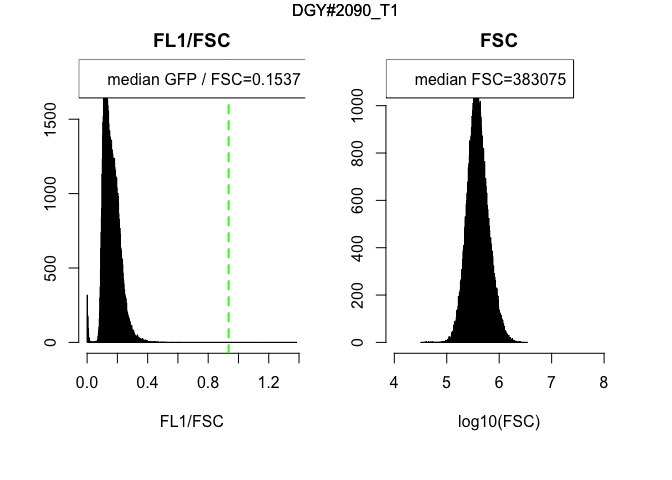 DGY#2090_T1
FL1/FSC
median GFP / FSC=0.1537
1500
1000
500
0
0.0 0.4 0.8 1.2
FL1/FSC
FSC
median FSC=383075
1000
800
600
400
200
0
4 5 6 7 8
log10(FSC)